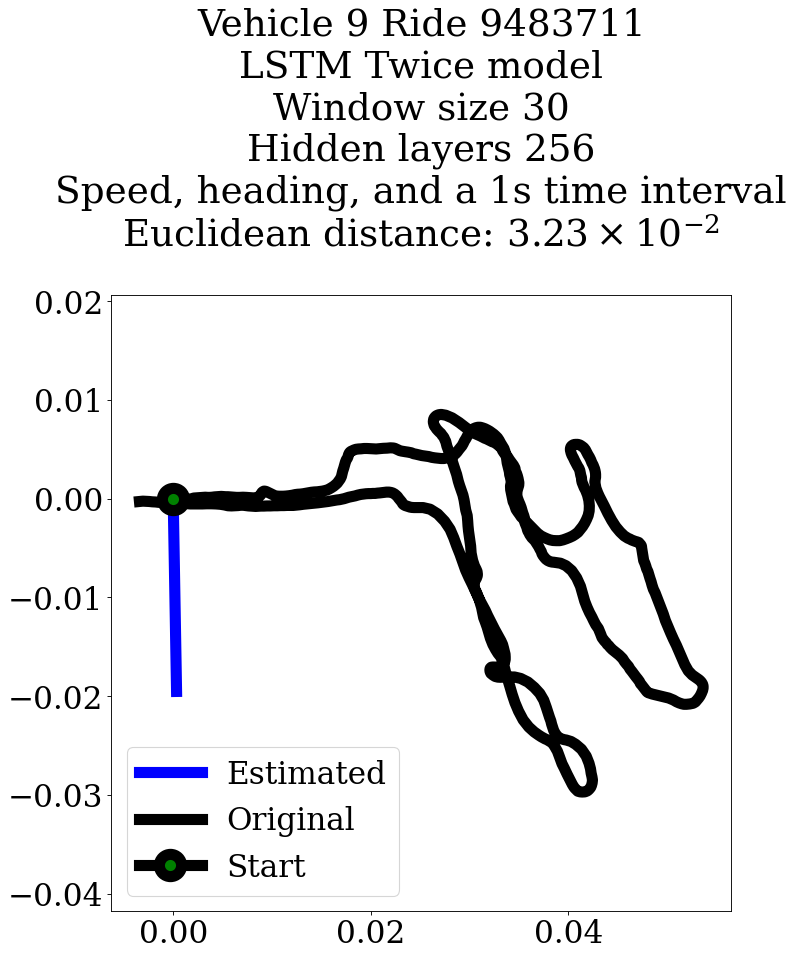 Vehicle 9 Ride 9483711
LSTM Twice model
Window size 30
Hidden layers 256
Speed, heading, and a 1s time interval
Euclidean distance: 3.23 × 10⁻²
0.02
0.01
0.00
−0.01
−0.02
−0.03
−0.04
Estimated
Original
Start
0.00
0.02
0.04